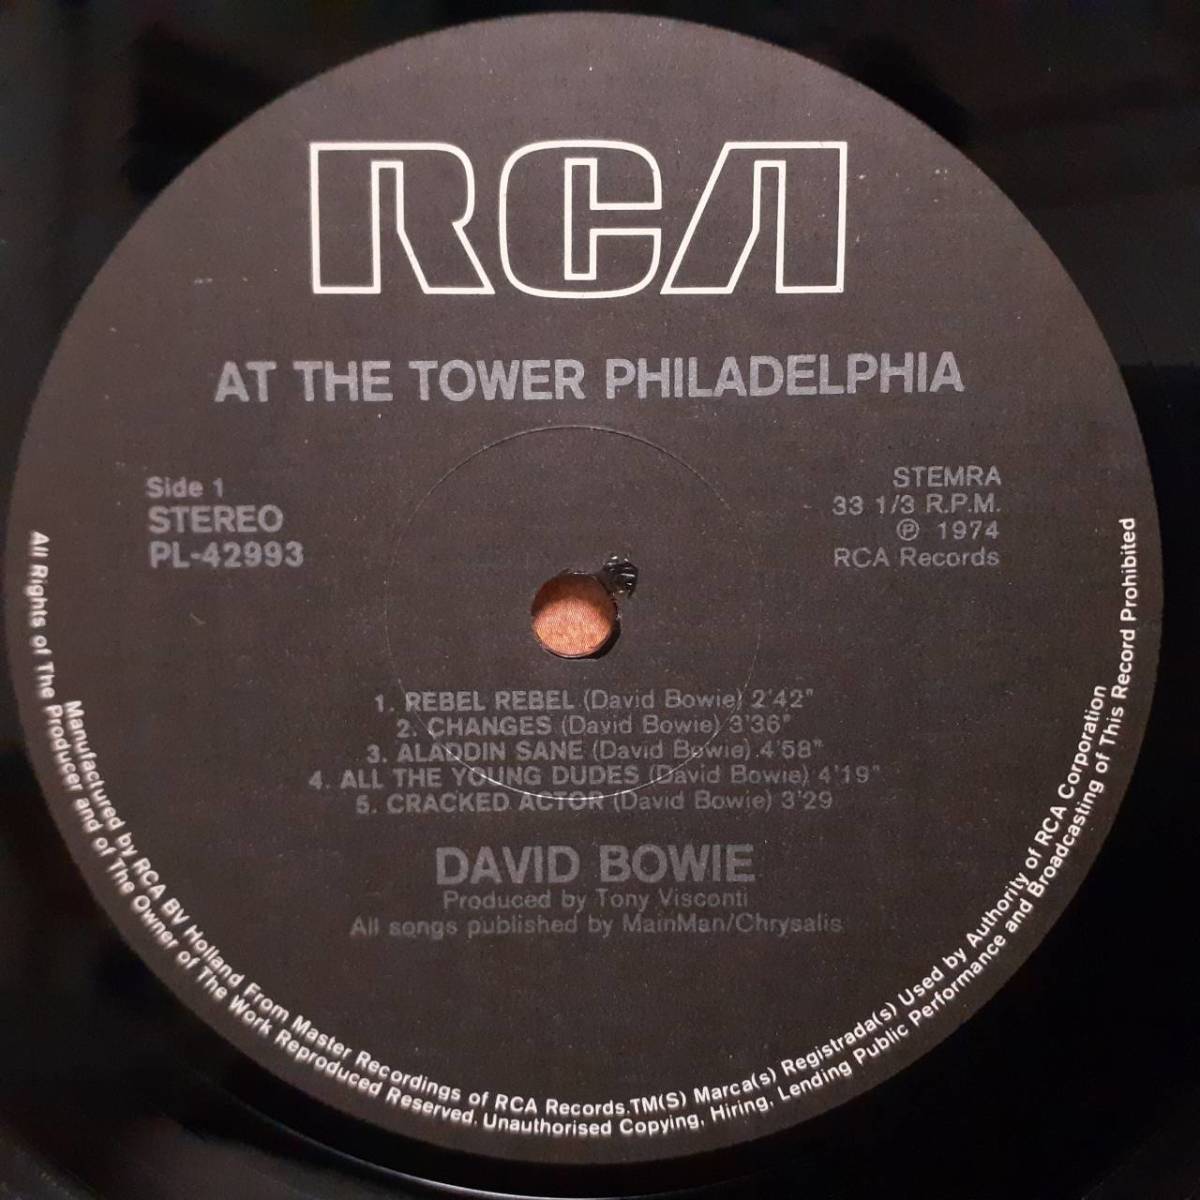 RCA
AT THE TOWER PHILADELPHIA
Side 1
STEREO
PL-42993
STEMRA
33 1/3 R.P.M.
℗ 1974
RCA Records
1. REBEL REBEL (David Bowie) 2'42"
2. CHANGES (David Bowie) 3'36"
3. ALADDIN SANE (David Bowie) .4'58"
4. ALL THE YOUNG DUDES (David Bowie) 4'19"
5. CRACKED ACTOR (David Bowie) 3'29
DAVID BOWIE
Produced by Tony Visconti
All songs published by MainMan/Chrysalis
Manufactured by RCA BV Holland From Master Recordings of RCA Records.TM(S) Marca(s) Registrada(s) Used by Authority of RCA Corporation
All Rights of The Producer and of The Owner of The Work Reproduced Reserved. Unauthorised Copying, Hiring, Lending Public Performance and Broadcasting of This Record Prohibited